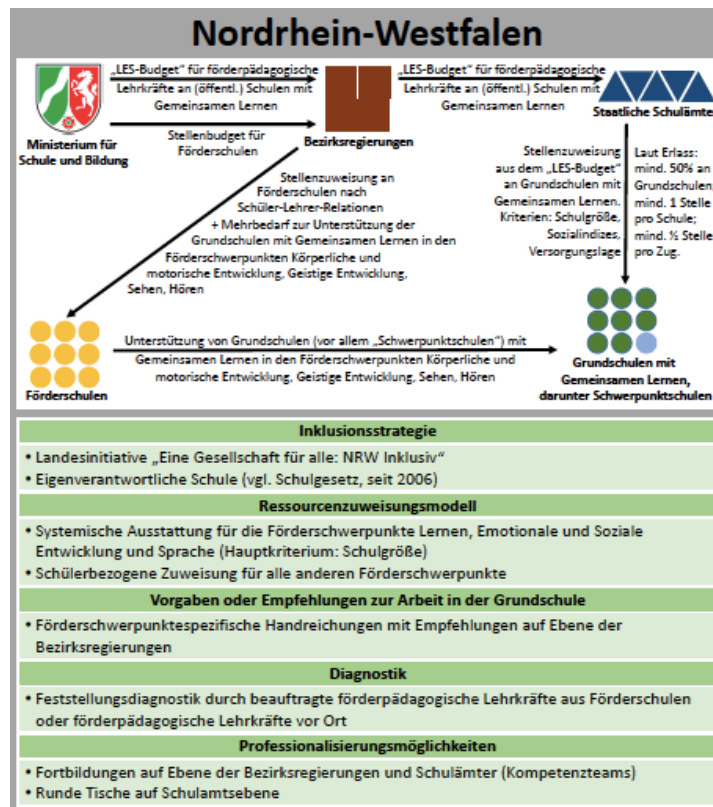 Nordrhein-Westfalen
„LES-Budget“ für förderpädagogische
Lehrkräfte an (öffentl.) Schulen mit
Gemeinsamen Lernen
„LES-Budget“ für förderpädagogische
Lehrkräfte an (öffentl.) Schulen mit
Gemeinsamen Lernen
Ministerium für
Schule und Bildung
Stellenbudget für
Förderschulen
Bezirksregierungen
Staatliche Schulämte
Stellenzuweisung an
Förderschulen nach
Schüler-Lehrer-Relationen
+ Mehrbedarf zur Unterstützung der
Grundschulen mit Gemeinsamen Lernen in den
Förderschwerpunkten Körperliche und
motorische Entwicklung, Geistige Entwicklung,
Sehen, Hören
Stellenzuweisung
aus dem „LES-Budget“
an Grundschulen mit
Gemeinsamen Lernen.
Kriterien: Schulgröße,
Sozialindizes,
Versorgungslage
Laut Erlass:
mind. 50% an
Grundschulen;
mind. 1 Stelle
pro Schule;
mind. ½ Stelle
pro Zug.
Förderschulen
Unterstützung von Grundschulen (vor allem „Schwerpunktschulen“) mit
Gemeinsamen Lernen in den Förderschwerpunkten Körperliche und
motorische Entwicklung, Geistige Entwicklung, Sehen, Hören
Grundschulen mit
Gemeinsamen Lernen,
darunter Schwerpunktschulen
Inklusionsstrategie
• Landesinitiative „Eine Gesellschaft für alle: NRW Inklusiv“
• Eigenverantwortliche Schule (vgl. Schulgesetz, seit 2006)
Ressourcenzuweisungsmodell
• Systemische Ausstattung für die Förderschwerpunkte Lernen, Emotionale und Soziale
Entwicklung und Sprache (Hauptkriterium: Schulgröße)
• Schülerbezogene Zuweisung für alle anderen Förderschwerpunkte
Vorgaben oder Empfehlungen zur Arbeit in der Grundschule
• Förderschwerpunktespezifische Handreichungen mit Empfehlungen auf Ebene der
Bezirksregierungen
Diagnostik
• Feststellungsdiagnostik durch beauftragte förderpädagogische Lehrkräfte aus Förderschulen
oder förderpädagogische Lehrkräfte vor Ort
Professionalisierungsmöglichkeiten
• Fortbildungen auf Ebene der Bezirksregierungen und Schulämter (Kompetenzteams)
• Runde Tische auf Schulamtsebene